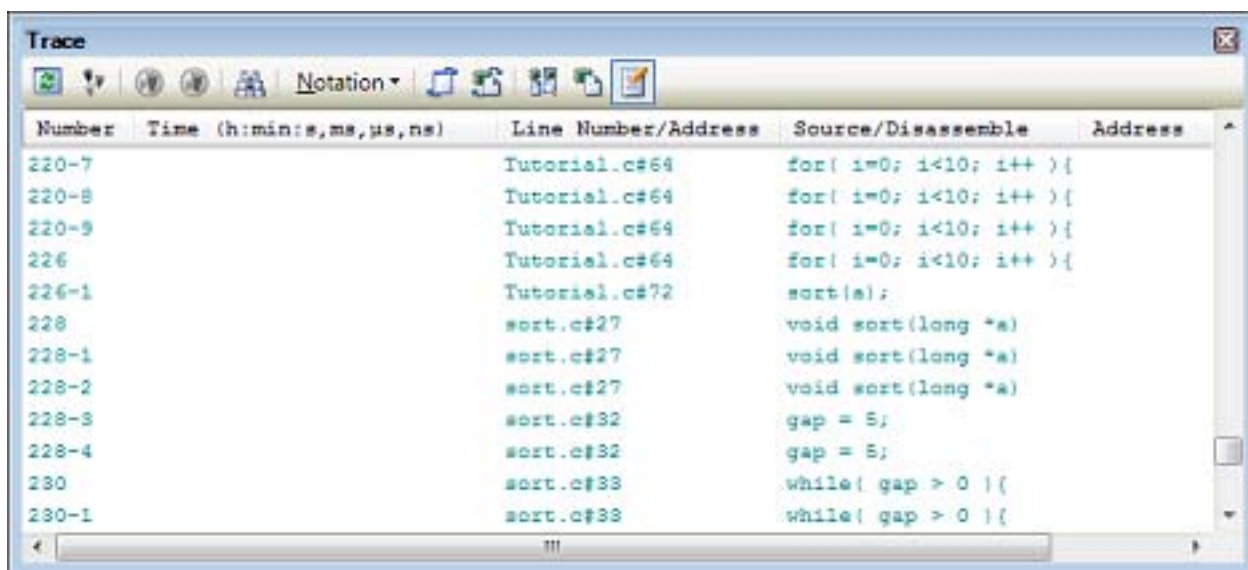 Trace
Notation
Number Time (h:min:s,ms,µs,ns) Line Number/Address Source/Disassemble Address
220-7 Tutorial.c#64 for( i=0; i<10; i++ ){
220-8 Tutorial.c#64 for( i=0; i<10; i++ ){
220-9 Tutorial.c#64 for( i=0; i<10; i++ ){
226 Tutorial.c#64 for( i=0; i<10; i++ ){
226-1 Tutorial.c#72 sort(a);
228 sort.c#27 void sort(long *a)
228-1 sort.c#27 void sort(long *a)
228-2 sort.c#27 void sort(long *a)
228-3 sort.c#32 gap = 5;
228-4 sort.c#32 gap = 5;
230 sort.c#33 while( gap > 0 ){
230-1 sort.c#33 while( gap > 0 ){